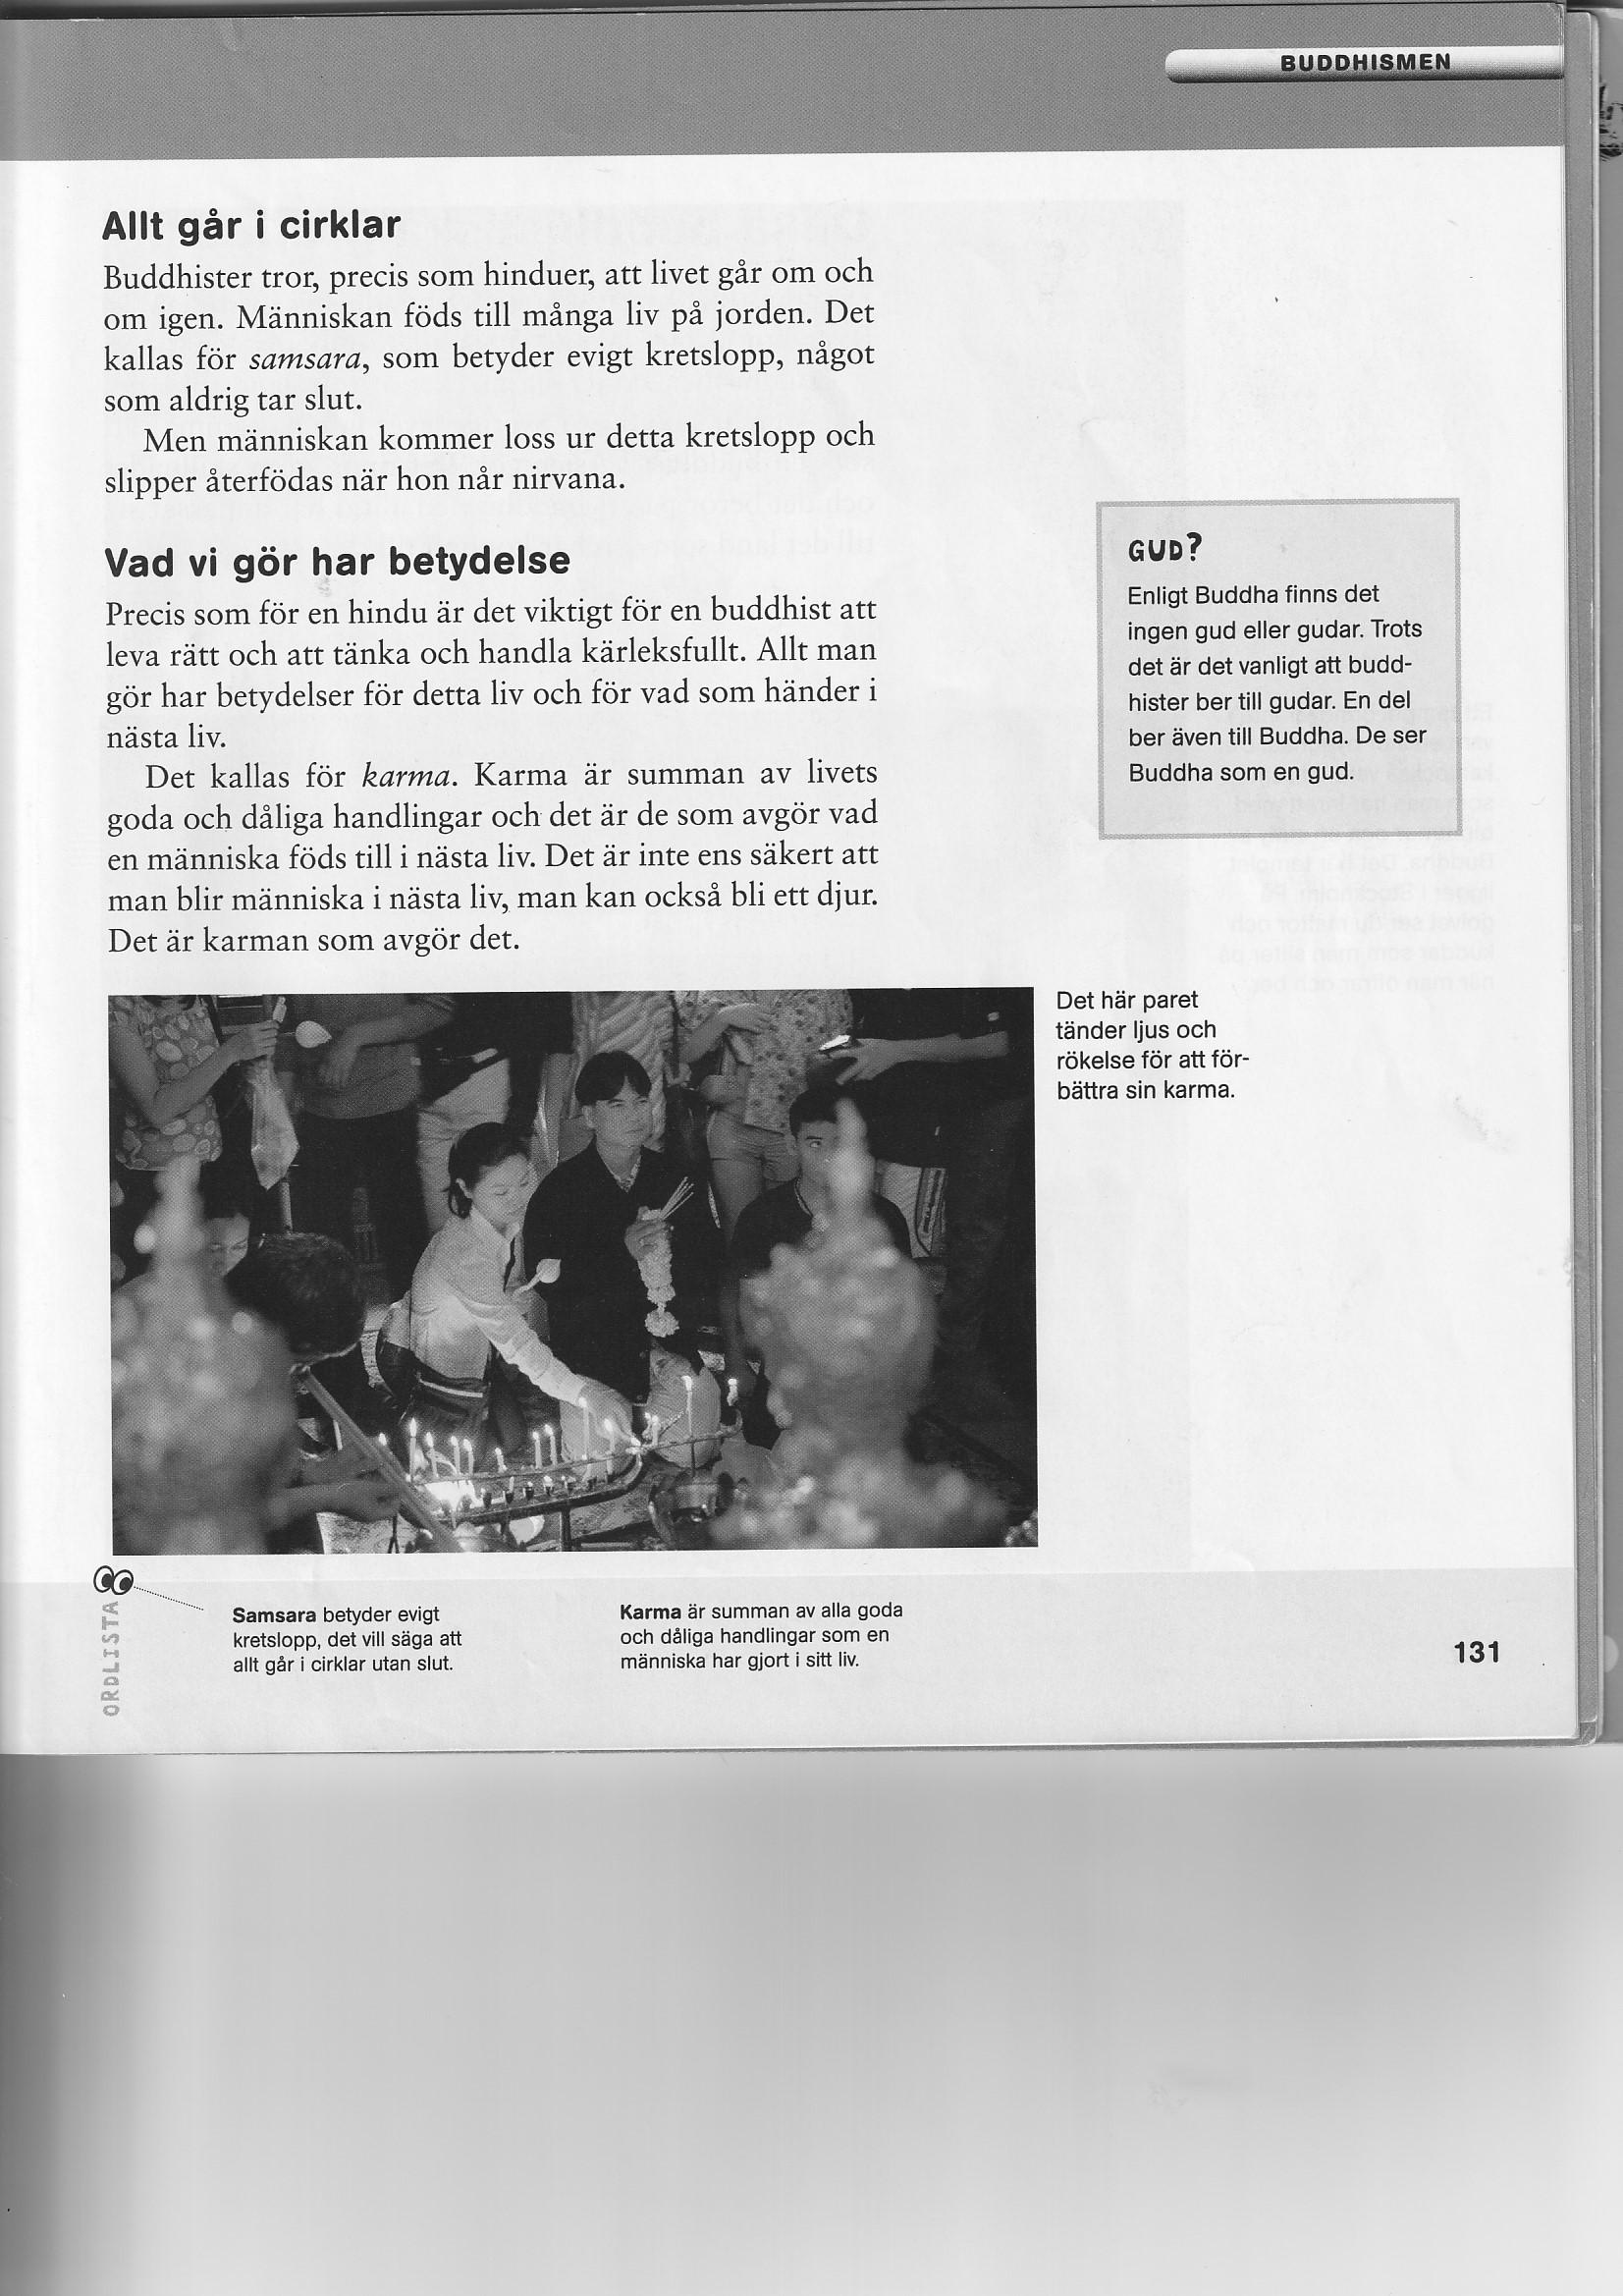 BUDDHISMEN
Allt går i cirklar
Buddhister tror, precis som hinduer, att livet går om och
om igen. Människan föds till många liv på jorden. Det
kallas för samsara, som betyder evigt kretslopp, något
som aldrig tar slut.
Men människan kommer loss ur detta kretslopp och
slipper återfödas när hon når nirvana.
Vad vi gör har betydelse
Precis som för en hindu är det viktigt för en buddhist att
leva rätt och att tänka och handla kärleksfullt. Allt man
gör har betydelser för detta liv och för vad som händer i
nästa liv.
Det kallas för karma. Karma är summan av livets
goda och dåliga handlingar och det är de som avgör vad
en människa föds till i nästa liv. Det är inte ens säkert att
man blir människa i nästa liv, man kan också bli ett djur.
Det är karman som avgör det.
GUD?
Enligt Buddha finns det
ingen gud eller gudar. Trots
det är det vanligt att budd-
hister ber till gudar. En del
ber även till Buddha. De ser
Buddha som en gud.
Det här paret
tänder ljus och
rökelse för att för-
bättra sin karma.
ORDLISTA
Samsara betyder evigt
kretslopp, det vill säga att
allt går i cirklar utan slut.
Karma är summan av alla goda
och dåliga handlingar som en
människa har gjort i sitt liv.
131